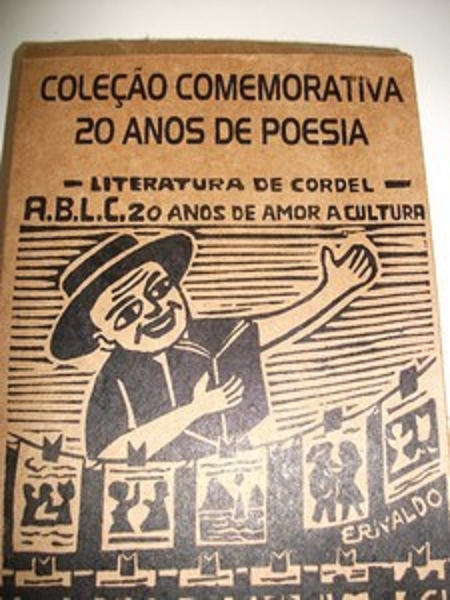 COLEÇÃO COMEMORATIVA
20 ANOS DE POESIA
- LITERATURA DE CORDEL -
A.B.L.C. 20 ANOS DE AMOR A CULTURA
ERIVALDO